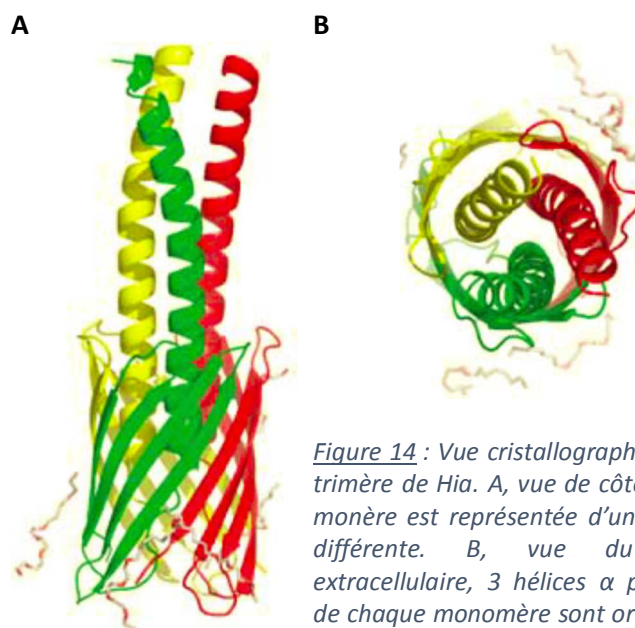 A
B
Figure 14 : Vue cristallograph
trimère de Hia. A, vue de côt
monère est représentée d'un
différente. B, vue du
extracellulaire, 3 hélices α p
de chaque monomère sont or